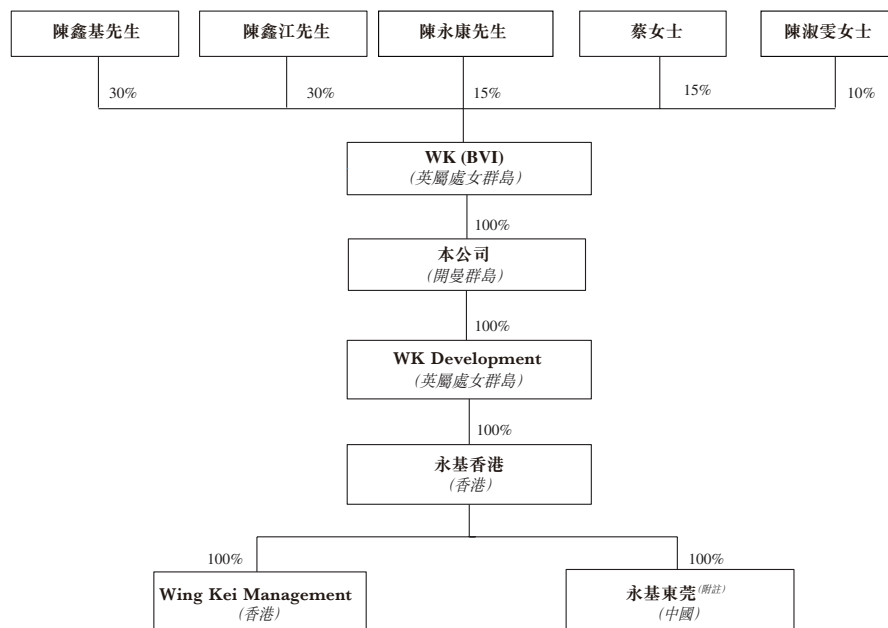 陳鑫基先生
陳鑫江先生
陳永康先生
蔡女士
陳淑雯女士
30%
30%
15%
15%
10%
WK (BVI)
(英屬處女群島)
100%
本公司
(開曼群島)
100%
WK Development
(英屬處女群島)
100%
永基香港
(香港)
100%
100%
Wing Kei Management
(香港)
永基東莞(附註)
(中國)